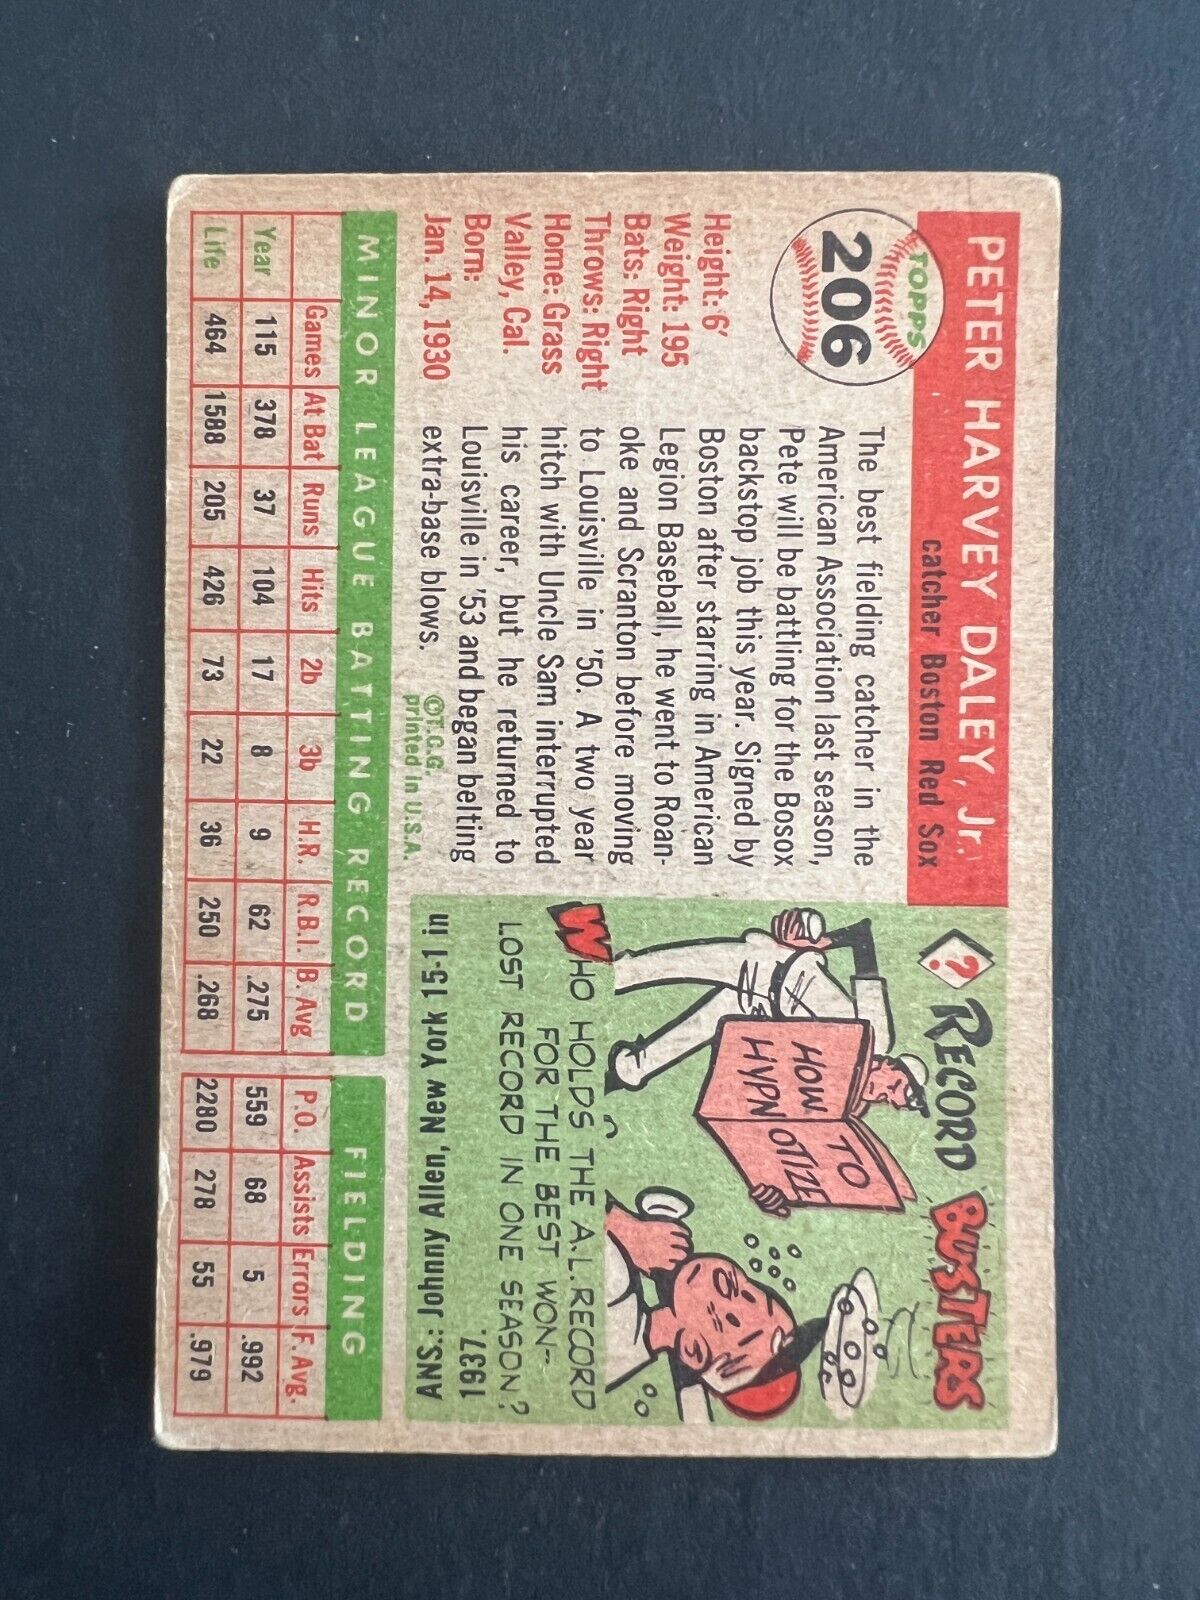 PETER HARVEY DALEY, Jr.
catcher Boston Red Sox
TOPPS
206
Height: 6'
Weight: 195
Bats: Right
Throws: Right
Home: Grass
Valley, Cal.
Born:
Jan. 14, 1930
The best fielding catcher in the
American Association last season,
Pete will be battling for the Bosox
backstop job this year. Signed by
Boston after starring in American
Legion Baseball, he went to Roan-
oke and Scranton before moving
to Louisville in '50. A two year
hitch with Uncle Sam interrupted
his career, but he returned to
Louisville in '53 and began belting
extra-base blows.
©T.C.G.
printed in U.S.A.
? RECORD BUSTERS
HOW TO
HYPNOTIZE
WHO HOLDS THE A.L. RECORD
FOR THE BEST WON-
LOST RECORD IN ONE SEASON?
ANS.: Johnny Allen, New York 15-1 in
1937.
MINOR LEAGUE BATTING RECORD FIELDING
Games At Bat Runs Hits 2b 3b H.R. R.B.I. B. Avg P.O. Assists Errors F. Avg.
Year 115 378 37 104 17 8 9 62 .275 559 68 5 .992
Life 464 1588 205 426 73 22 36 250 .268 2280 278 55 .979